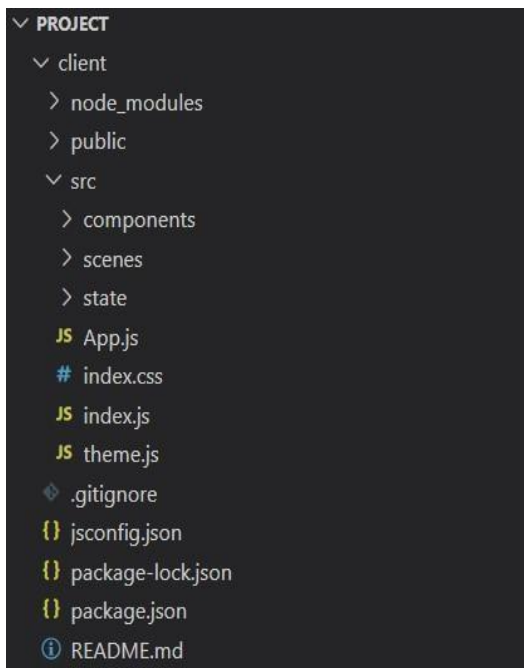 PROJECT
client
node_modules
public
src
components
scenes
state
JS App.js
# index.css
JS index.js
JS theme.js
.gitignore
{} jsconfig.json
{} package-lock.json
{} package.json
README.md